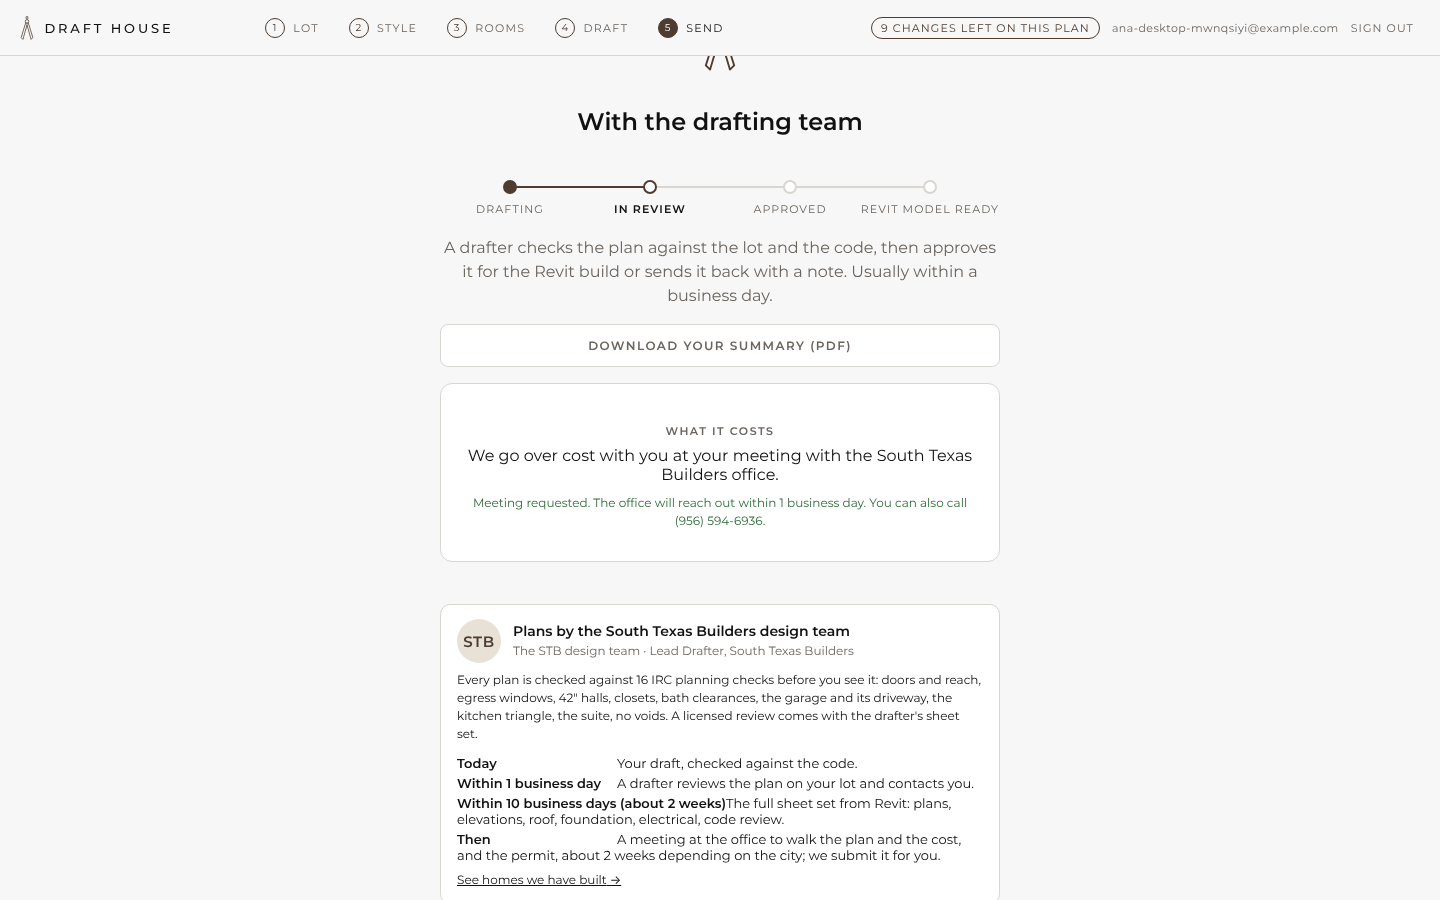 DRAFT HOUSE
1 LOT
2 STYLE
3 ROOMS
4 DRAFT
5 SEND
9 CHANGES LEFT ON THIS PLAN
ana-desktop-mwnqsiyi@example.com
SIGN OUT
With the drafting team
DRAFTING
IN REVIEW
APPROVED
REVIT MODEL READY
A drafter checks the plan against the lot and the code, then approves
it for the Revit build or sends it back with a note. Usually within a
business day.
DOWNLOAD YOUR SUMMARY (PDF)
WHAT IT COSTS
We go over cost with you at your meeting with the South Texas
Builders office.
Meeting requested. The office will reach out within 1 business day. You can also call
(956) 594-6936.
STB
Plans by the South Texas Builders design team
The STB design team · Lead Drafter, South Texas Builders
Every plan is checked against 16 IRC planning checks before you see it: doors and reach,
egress windows, 42" halls, closets, bath clearances, the garage and its driveway, the
kitchen triangle, the suite, no voids. A licensed review comes with the drafter's sheet
set.
Today Your draft, checked against the code.
Within 1 business day A drafter reviews the plan on your lot and contacts you.
Within 10 business days (about 2 weeks)The full sheet set from Revit: plans,
elevations, roof, foundation, electrical, code review.
Then A meeting at the office to walk the plan and the cost,
and the permit, about 2 weeks depending on the city; we submit it for you.
See homes we have built →